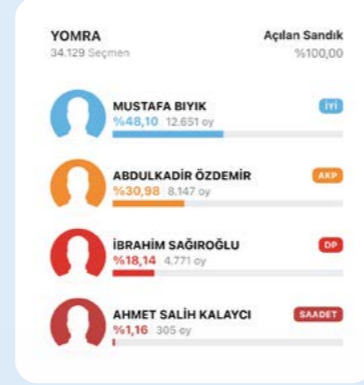 YOMRA
34.129 Seçmen
Açılan Sandık
%100,00
MUSTAFA BIYIK
İYİ
%48,10 12.651 oy
ABDULKADİR ÖZDEMİR
AKP
%30,98 8.147 oy
İBRAHİM SAĞIROĞLU
DP
%18,14 4.771 oy
AHMET SALİH KALAYCI
SAADET
%1,16 305 oy